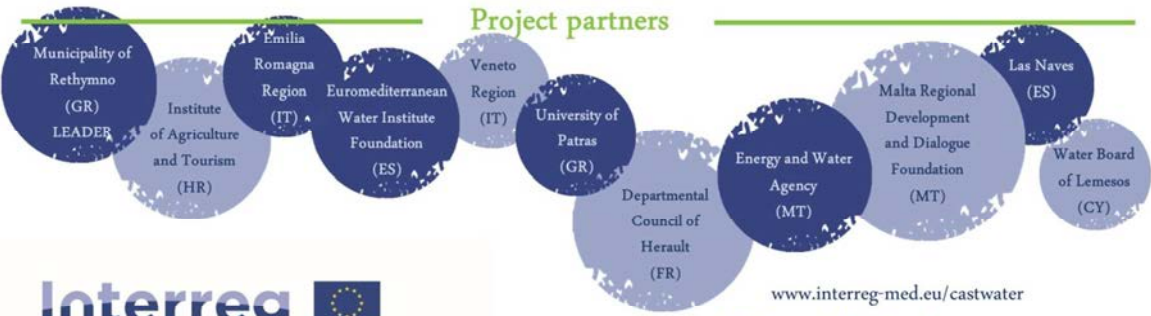 Project partners
Municipality of
Rethymno
(GR)
LEADER
Institute
of Agriculture
and Tourism
(HR)
Emilia
Romagna
Region
(IT)
Euromediterranean
Water Institute
Foundation
(ES)
Veneto
Region
(IT)
University of
Patras
(GR)
Departmental
Council of
Herault
(FR)
Energy and Water
Agency
(MT)
Malta Regional
Development
and Dialogue
Foundation
(MT)
Las Naves
(ES)
Water Board
of Lemesos
(CY)
www.interreg-med.eu/castwater
Interreg